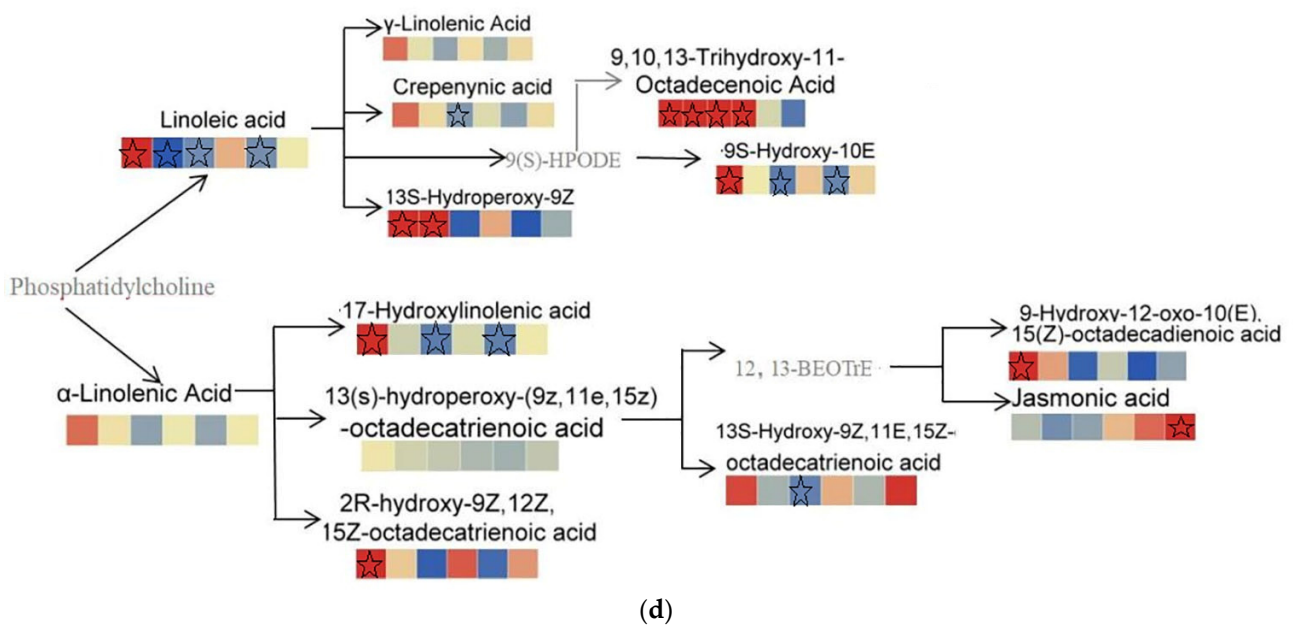 γ-Linolenic Acid
Crepenynic acid
Linoleic acid
9(S)-HPODE
9,10,13-Trihydroxy-11-
Octadecenoic Acid
·9S-Hydroxy-10E
13S-Hydroperoxy-9Z
Phosphatidylcholine
α-Linolenic Acid
·17-Hydroxylinolenic acid
13(s)-hydroperoxy-(9z,11e,15z)
-octadecatrienoic acid
2R-hydroxy-9Z,12Z,
15Z-octadecatrienoic acid
12, 13-BEOTrE
9-Hydroxy-12-oxo-10(E),
15(Z)-octadecadienoic acid
Jasmonic acid
13S-Hydroxy-9Z,11E,15Z-
octadecatrienoic acid
(d)